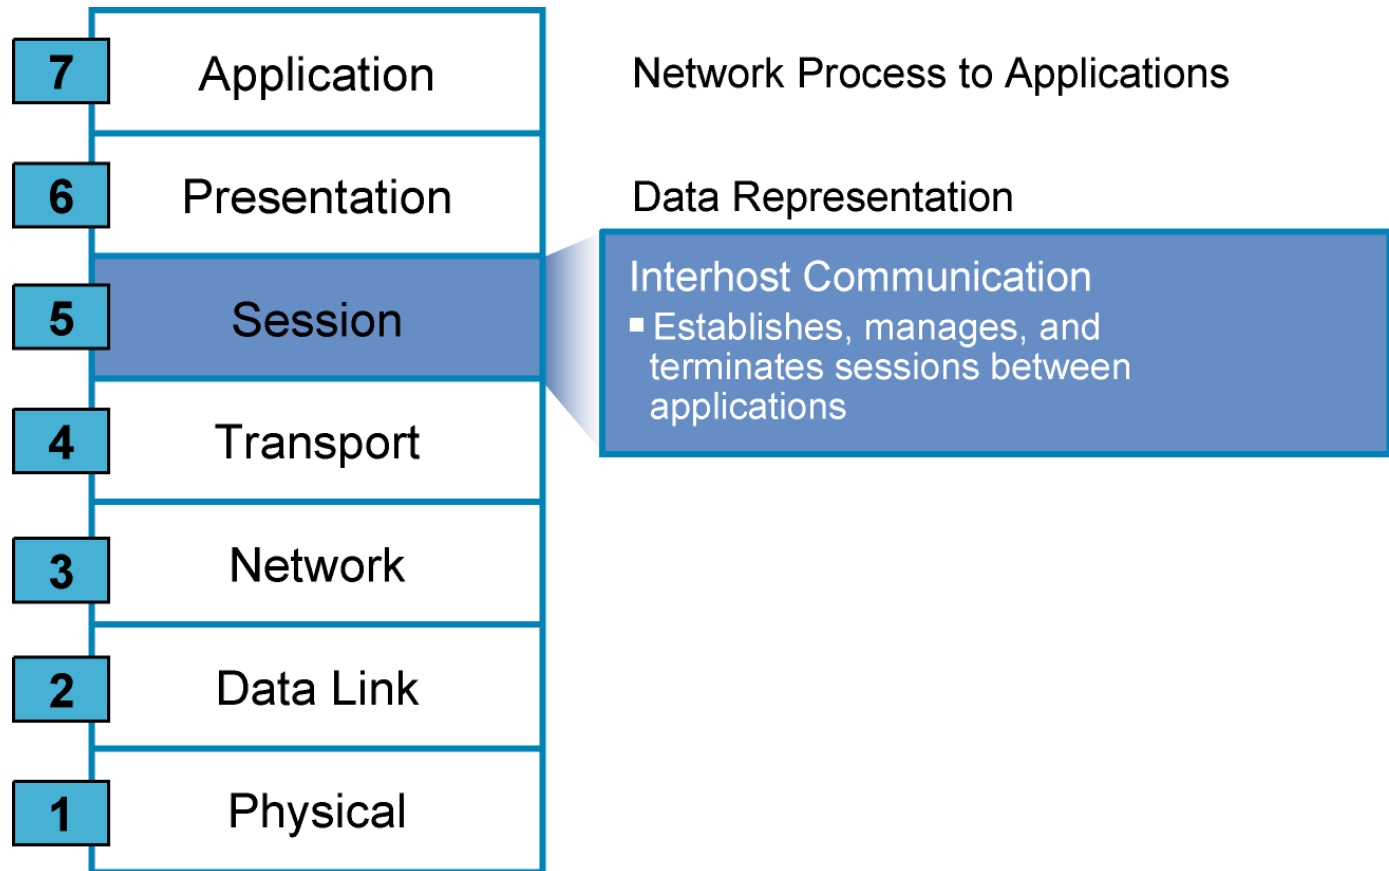 7 Application Network Process to Applications
6 Presentation Data Representation
5 Session Interhost Communication
▪ Establishes, manages, and
terminates sessions between
applications
4 Transport
3 Network
2 Data Link
1 Physical